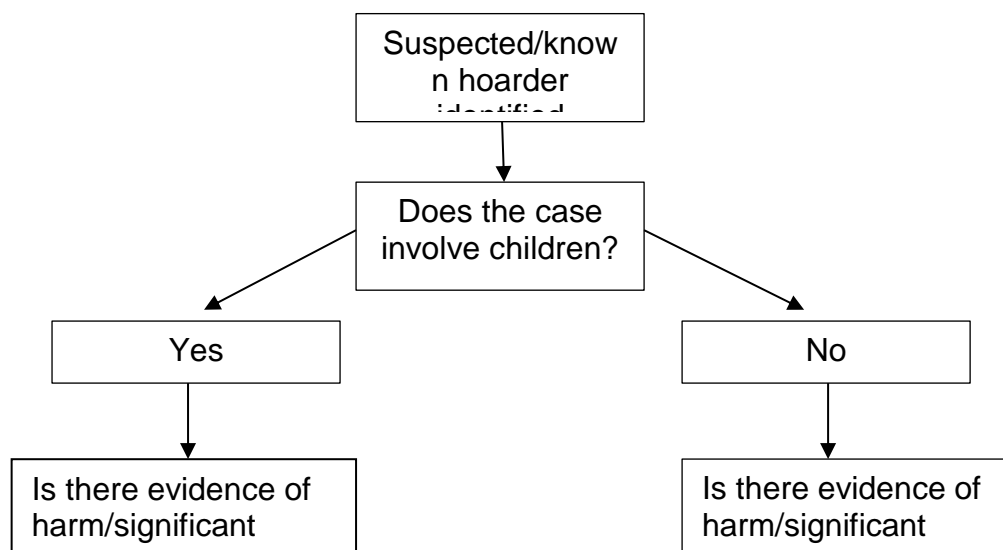 Suspected/know
n hoarder
identified
Does the case
involve children?
Yes
No
Is there evidence of
harm/significant
Is there evidence of
harm/significant